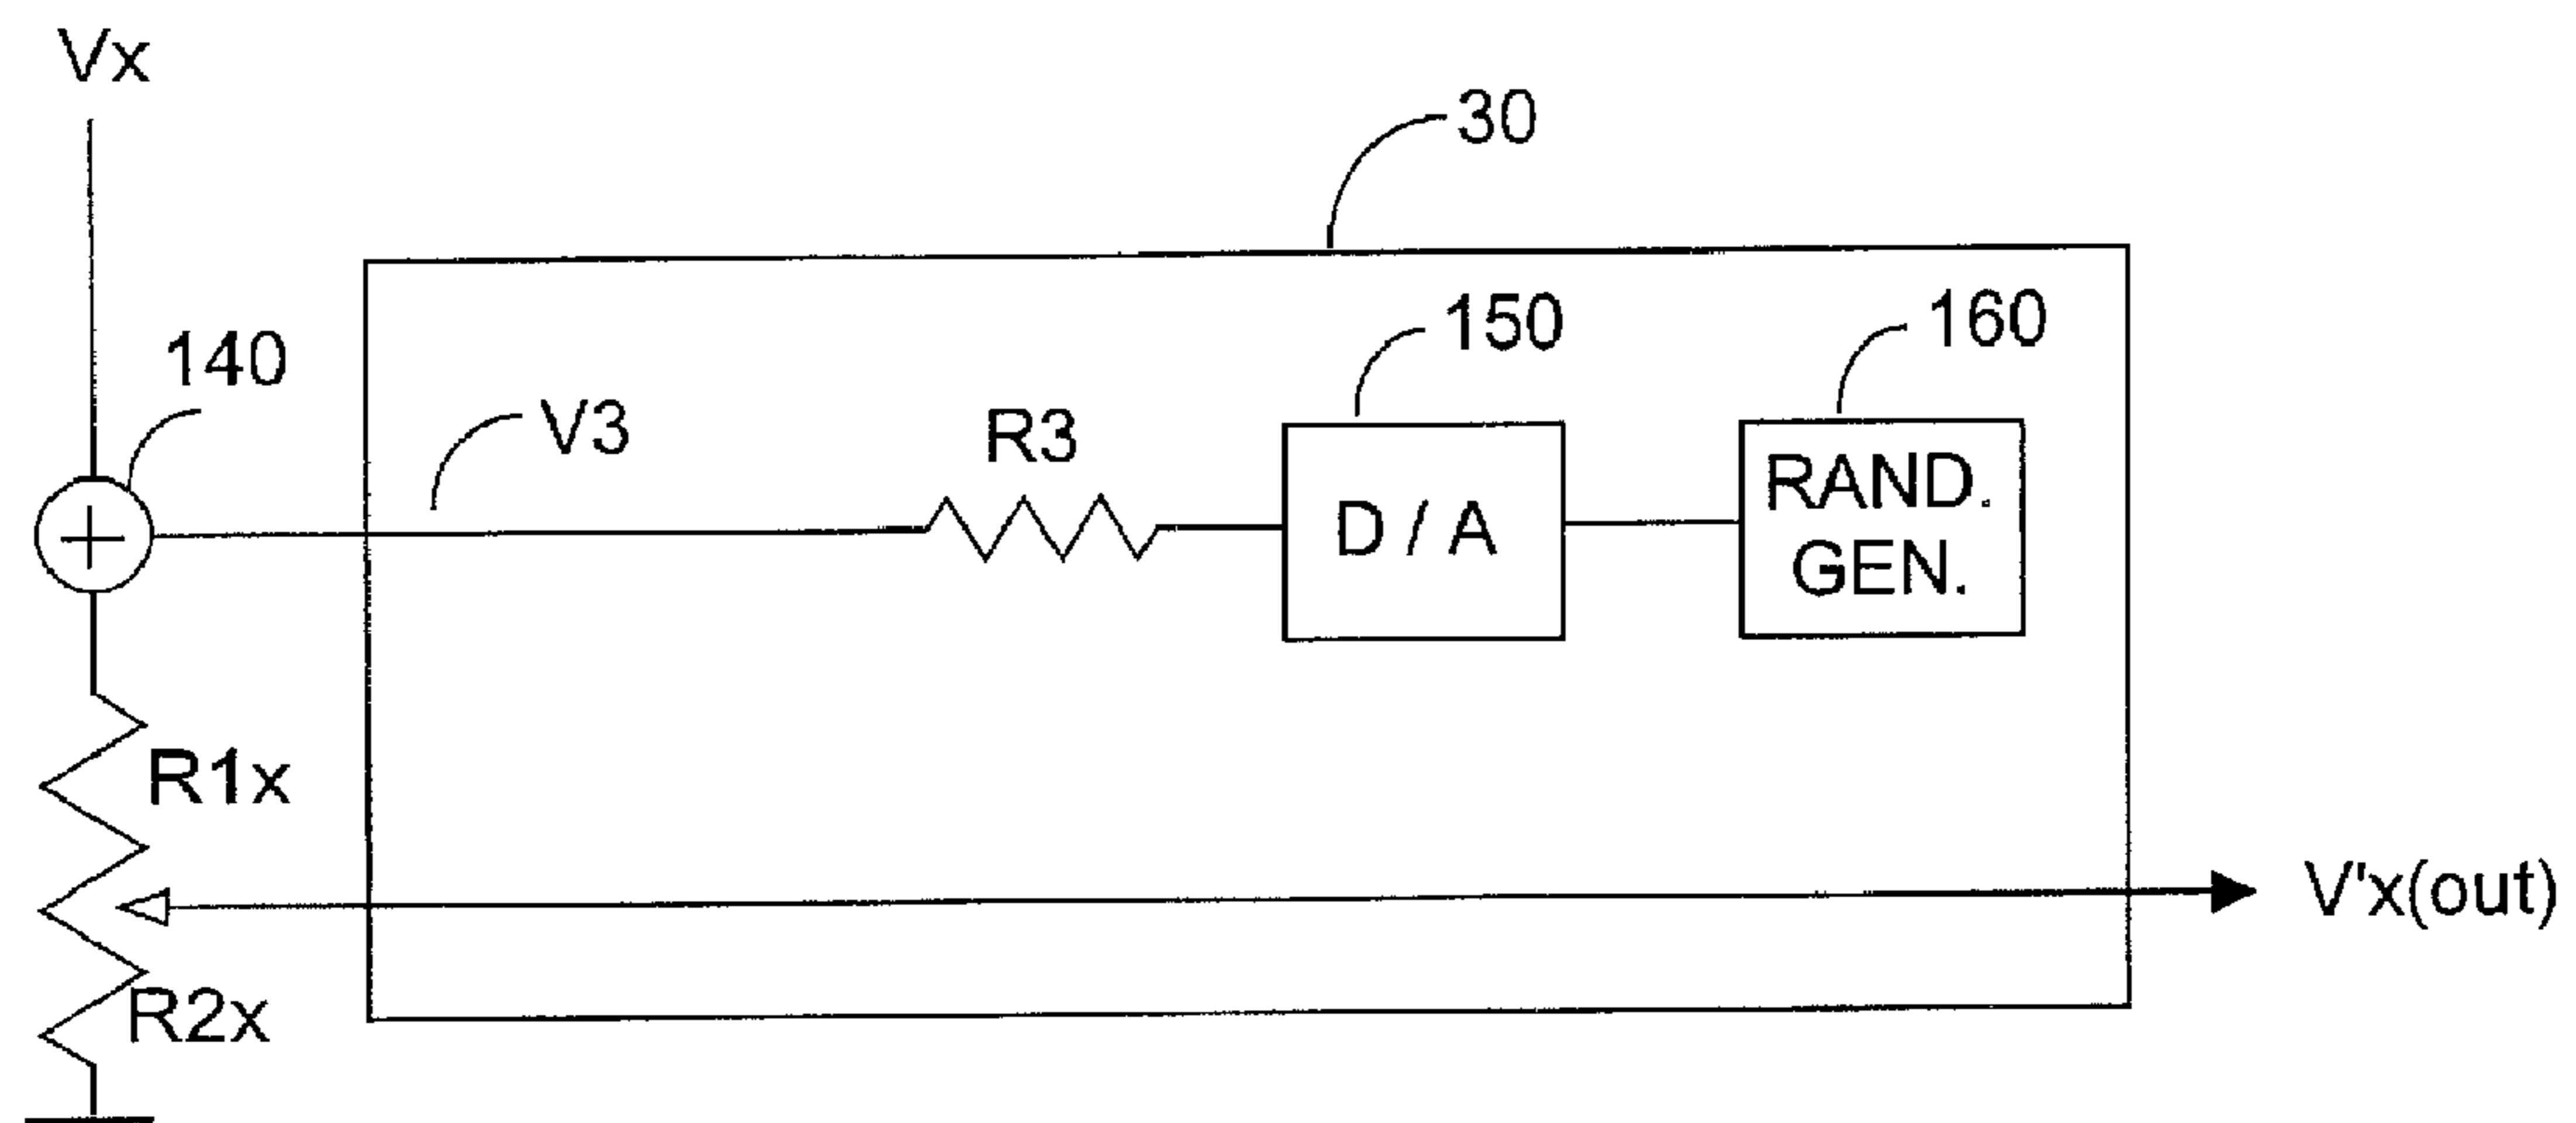 Vx
30
140
150
160
V3
R3
D / A
RAND.
GEN.
R1x
V'x(out)
R2x